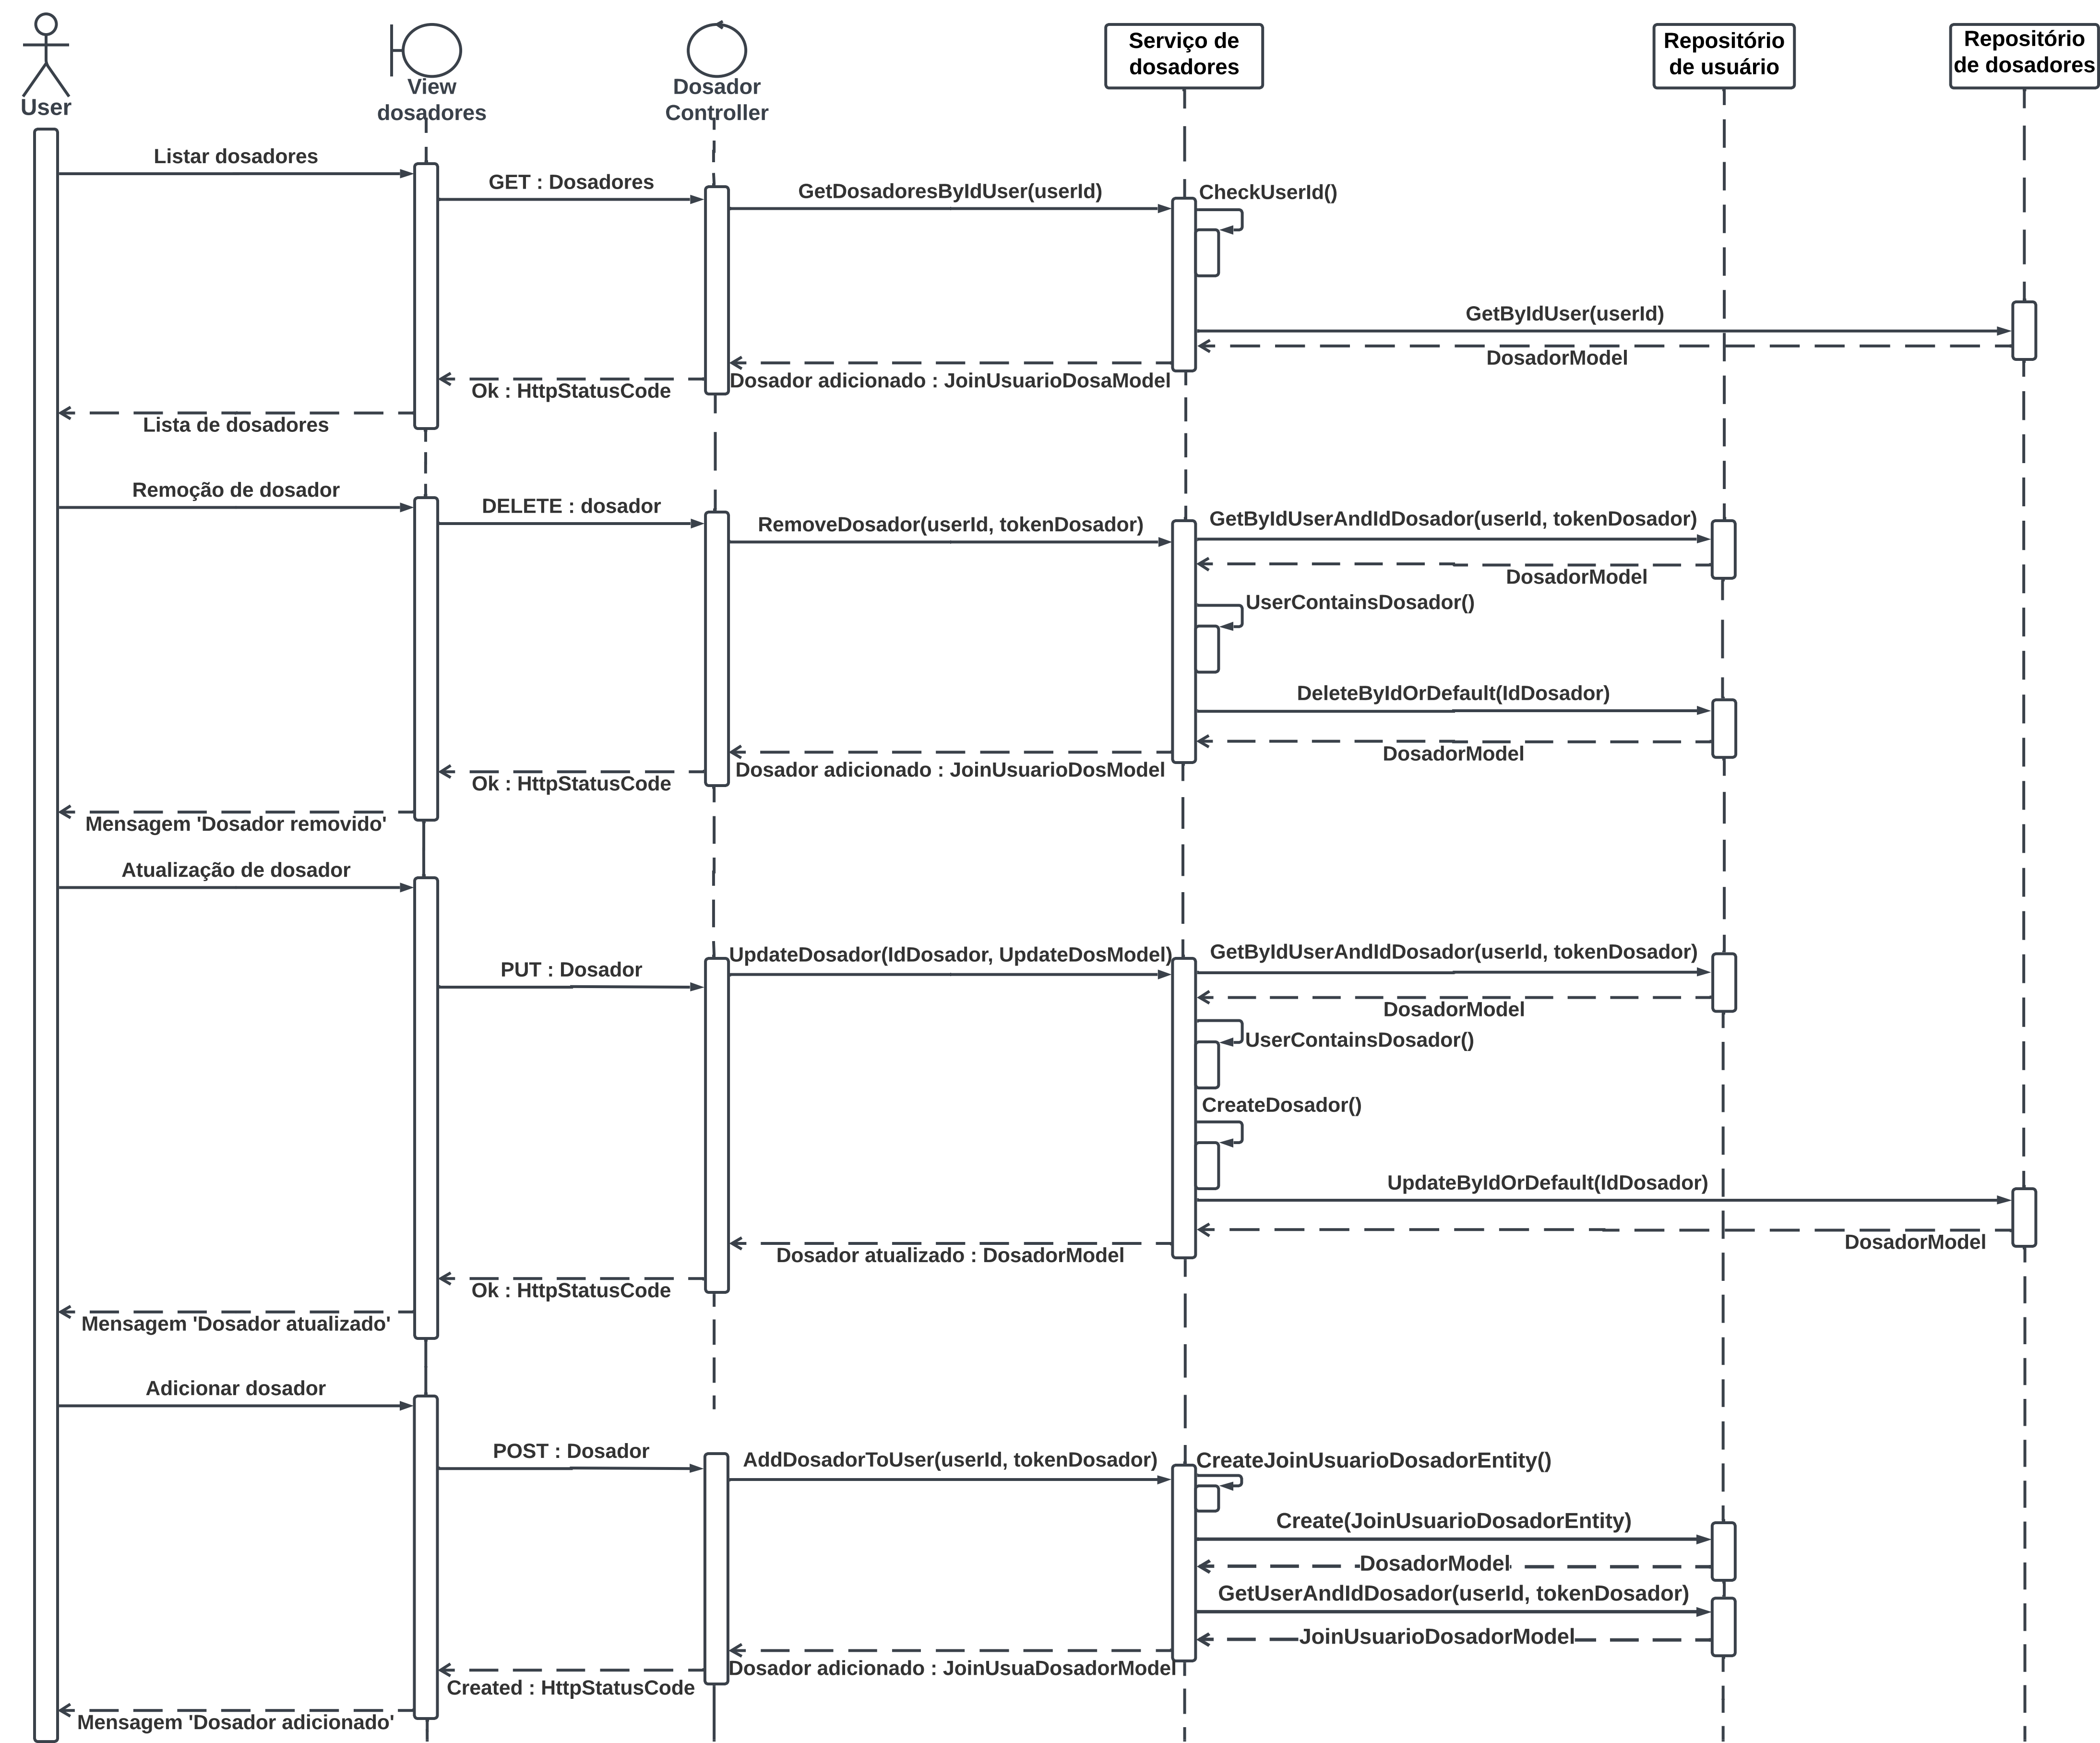 User
View
dosadores
Dosador
Controller
Serviço de
dosadores
Repositório
de usuário
Repositório
de dosadores
Listar dosadores
GET : Dosadores
GetDosadoresByIdUser(userId)
CheckUserId()
GetByIdUser(userId)
DosadorModel
Dosador adicionado : JoinUsuarioDosaModel
Ok : HttpStatusCode
Lista de dosadores
Remoção de dosador
DELETE : dosador
RemoveDosador(userId, tokenDosador)
GetByIdUserAndIdDosador(userId, tokenDosador)
DosadorModel
UserContainsDosador()
DeleteByIdOrDefault(IdDosador)
DosadorModel
Dosador adicionado : JoinUsuarioDosModel
Ok : HttpStatusCode
Mensagem 'Dosador removido'
Atualização de dosador
PUT : Dosador
UpdateDosador(IdDosador, UpdateDosModel)
GetByIdUserAndIdDosador(userId, tokenDosador)
DosadorModel
UserContainsDosador()
CreateDosador()
UpdateByIdOrDefault(IdDosador)
DosadorModel
Dosador atualizado : DosadorModel
Ok : HttpStatusCode
Mensagem 'Dosador atualizado'
Adicionar dosador
POST : Dosador
AddDosadorToUser(userId, tokenDosador)
CreateJoinUsuarioDosadorEntity()
Create(JoinUsuarioDosadorEntity)
DosadorModel
GetUserAndIdDosador(userId, tokenDosador)
JoinUsuarioDosadorModel
Dosador adicionado : JoinUsuaDosadorModel
Created : HttpStatusCode
Mensagem 'Dosador adicionado'